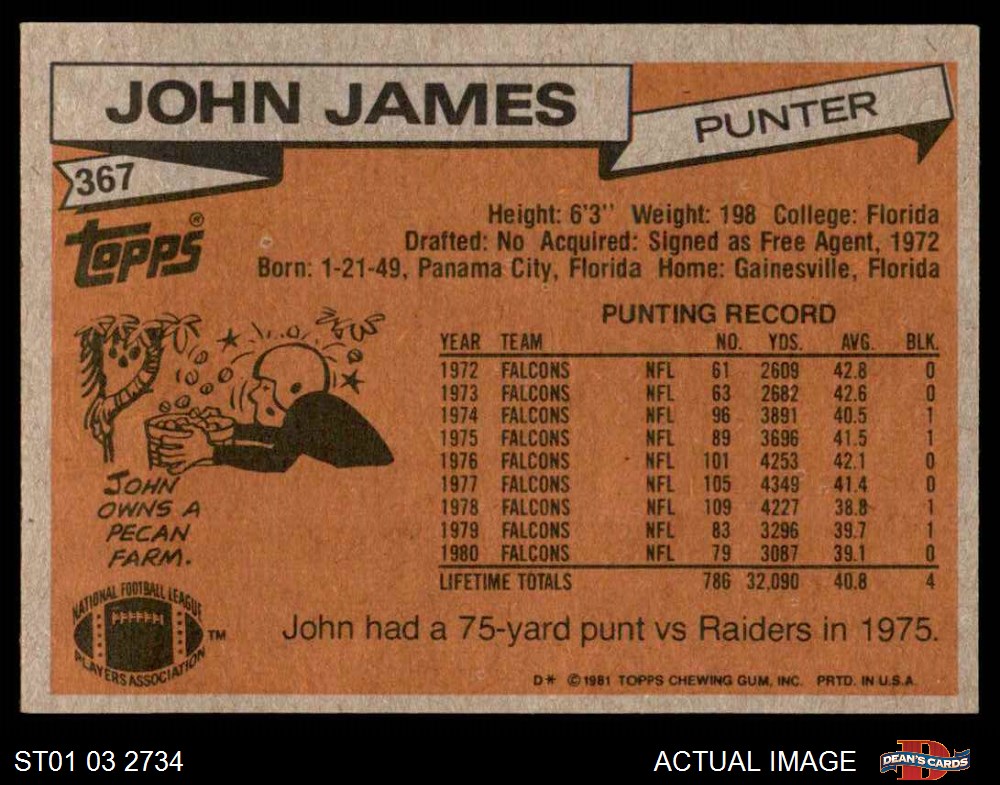 JOHN JAMES
PUNTER
367
TOPPS®
Height: 6'3'' Weight: 198 College: Florida
Drafted: No Acquired: Signed as Free Agent, 1972
Born: 1-21-49, Panama City, Florida Home: Gainesville, Florida
PUNTING RECORD
YEAR TEAM NO. YDS. AVG. BLK.
1972 FALCONS NFL 61 2609 42.8 0
1973 FALCONS NFL 63 2682 42.6 0
1974 FALCONS NFL 96 3891 40.5 1
1975 FALCONS NFL 89 3696 41.5 1
1976 FALCONS NFL 101 4253 42.1 0
1977 FALCONS NFL 105 4349 41.4 0
1978 FALCONS NFL 109 4227 38.8 1
1979 FALCONS NFL 83 3296 39.7 1
1980 FALCONS NFL 79 3087 39.1 0
LIFETIME TOTALS 786 32,090 40.8 4
JOHN
OWNS A
PECAN
FARM.
NATIONAL FOOTBALL LEAGUE
PLAYERS ASSOCIATION
TM
John had a 75-yard punt vs Raiders in 1975.
D* ©1981 TOPPS CHEWING GUM, INC. PRTD. IN U.S.A.
ST01 03 2734
ACTUAL IMAGE
D
DEAN'S CARDS